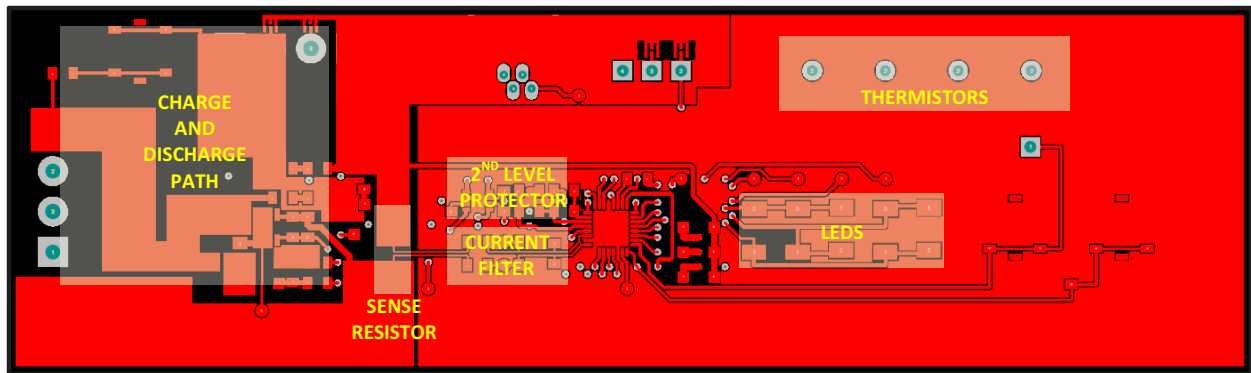 CHARGE
AND
DISCHARGE
PATH
2ND LEVEL
PROTECTOR
CURRENT
FILTER
SENSE
RESISTOR
THERMISTORS
LEDS